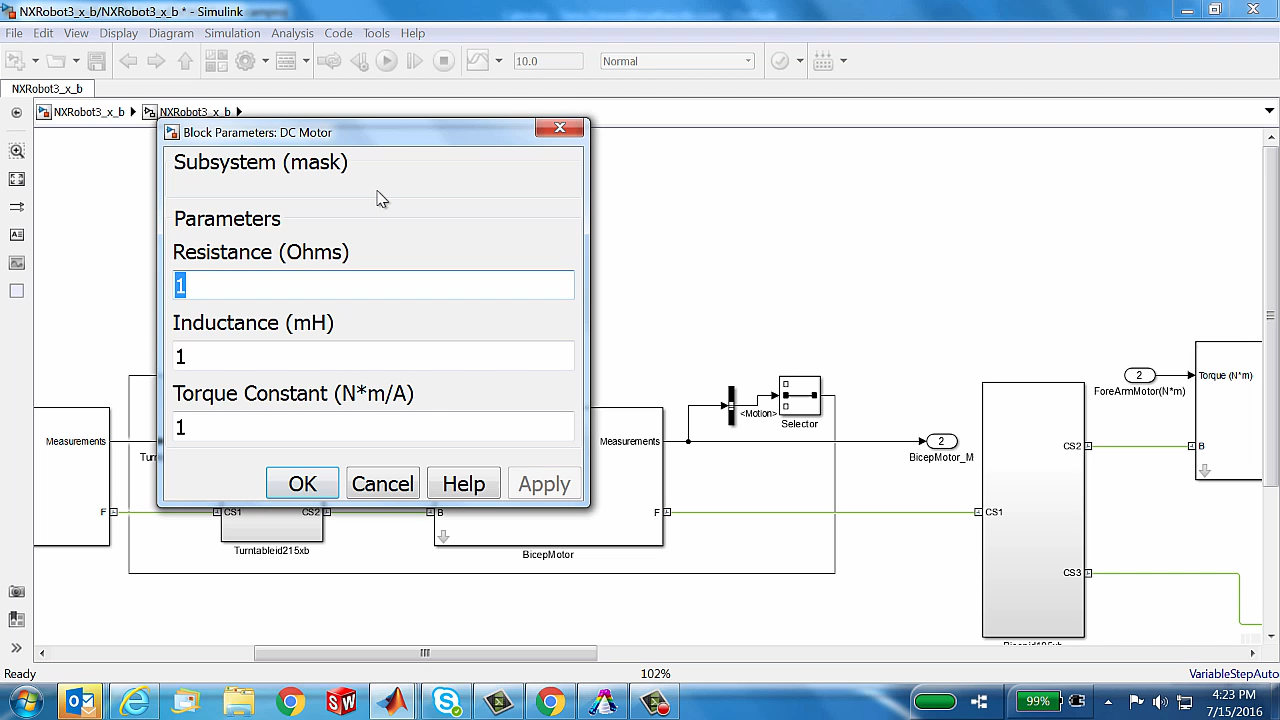 NXRobot3_x_b/NXRobot3_x_b * - Simulink
File Edit View Display Diagram Simulation Analysis Code Tools Help
10.0 Normal
NXRobot3_x_b
NXRobot3_x_b NXRobot3_x_b
Block Parameters: DC Motor
Subsystem (mask)
Parameters
Resistance (Ohms)
1
Inductance (mH)
1
Torque Constant (N*m/A)
1
OK Cancel Help Apply
Torque (N*m)
2
ForeArmMotor(N*m)
<Motion>
Selector
Measurements
Measurements
2
BicepMotor_M
CS2
B
F
CS1
CS2
B
F
CS1
Turntableid215xb
BicepMotor
CS3
Ready 102% VariableStepAuto
99%
4:23 PM
7/15/2016